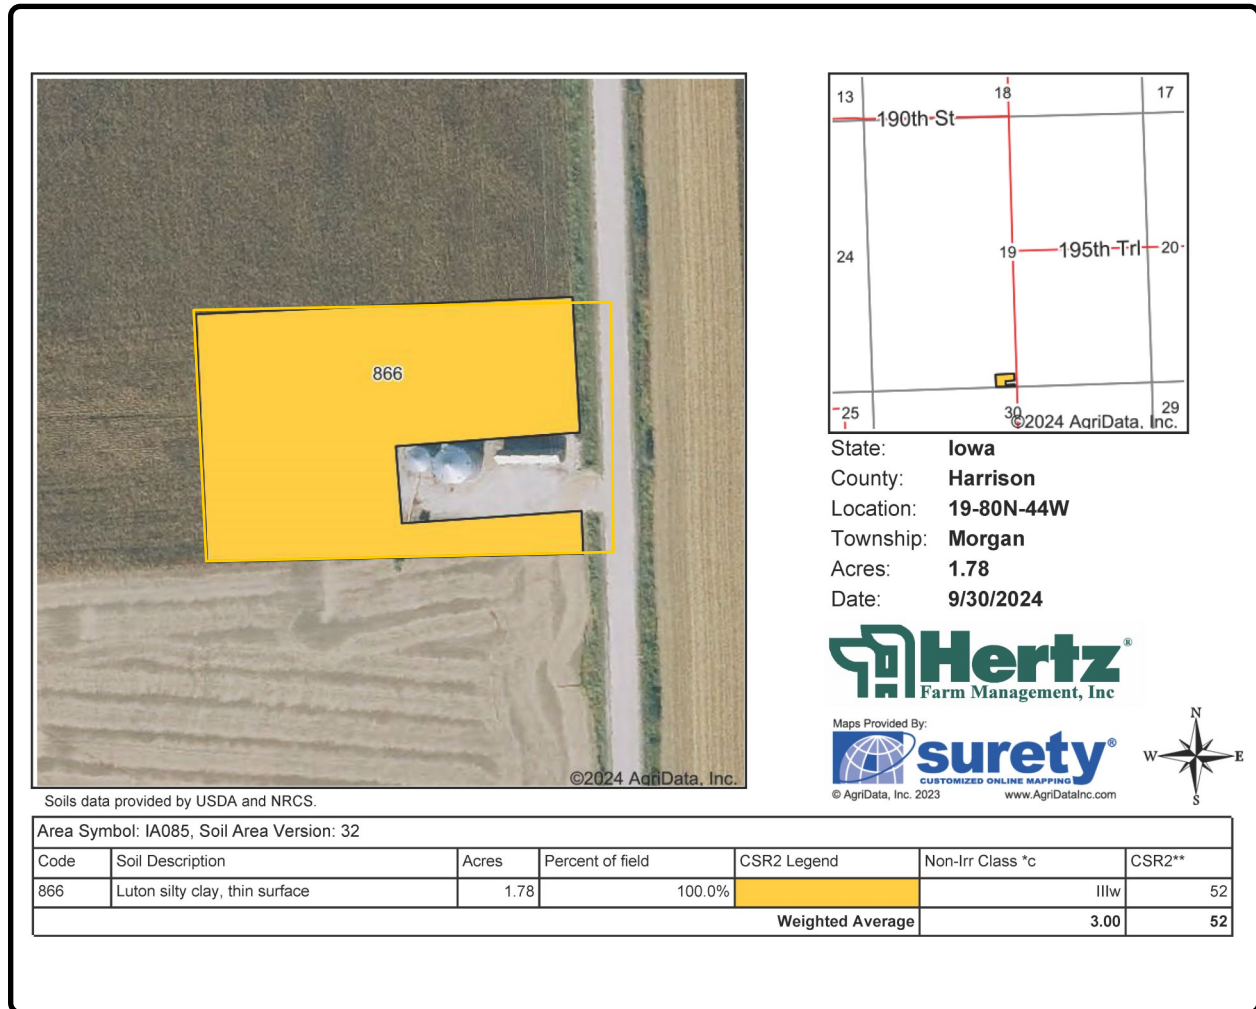 866
©2024 AgriData, Inc.
Soils data provided by USDA and NRCS.
13
18
17
190th St
24
19
195th Trl
20
25
30
29
©2024 AgriData, Inc.
State: Iowa
County: Harrison
Location: 19-80N-44W
Township: Morgan
Acres: 1.78
Date: 9/30/2024
Hertz®
Farm Management, Inc
Maps Provided By:
surety®
CUSTOMIZED ONLINE MAPPING
© AgriData, Inc. 2023 www.AgriDataInc.com
N
W E
S
Area Symbol: IA085, Soil Area Version: 32
Code Soil Description Acres Percent of field CSR2 Legend Non-Irr Class *c CSR2**
866 Luton silty clay, thin surface 1.78 100.0% IIIw 52
Weighted Average 3.00 52